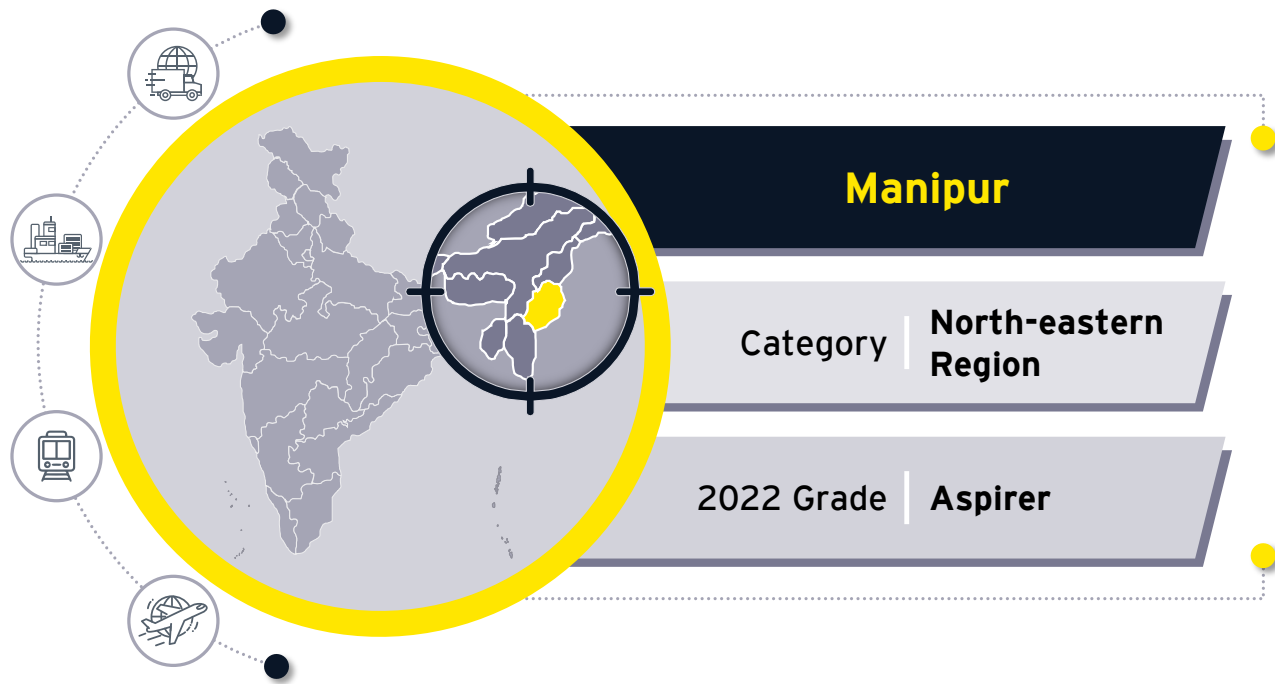 Manipur
Category
North-eastern
Region
2022 Grade
Aspirer